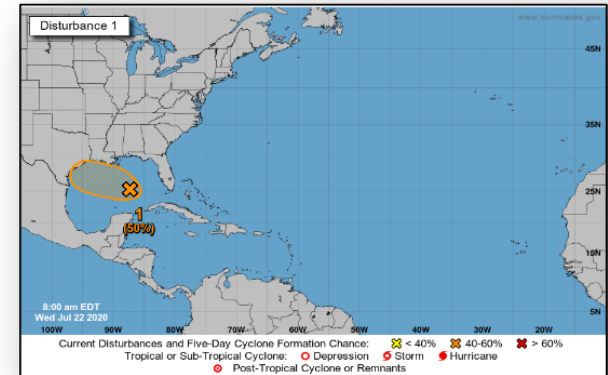 Disturbance 1
www.hurricanes.gov
45N
35N
25N
1
(50%)
15N
8:00 am EDT
Wed Jul 22 2020
5N
100W 90W 80W 70W 60W 50W 40W 30W 20W
Current Disturbances and Five-Day Cyclone Formation Chance: < 40% 40-60% > 60%
Tropical or Sub-Tropical Cyclone: Depression Storm Hurricane
Post-Tropical Cyclone or Remnants